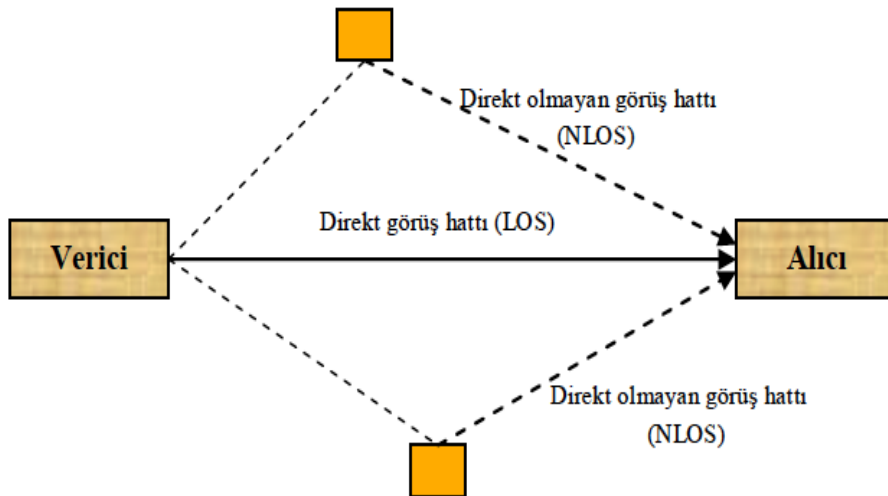 Direkt olmayan görüş hattı
(NLOS)
Direkt görüş hattı (LOS)
Verici
Alıcı
Direkt olmayan görüş hattı
(NLOS)